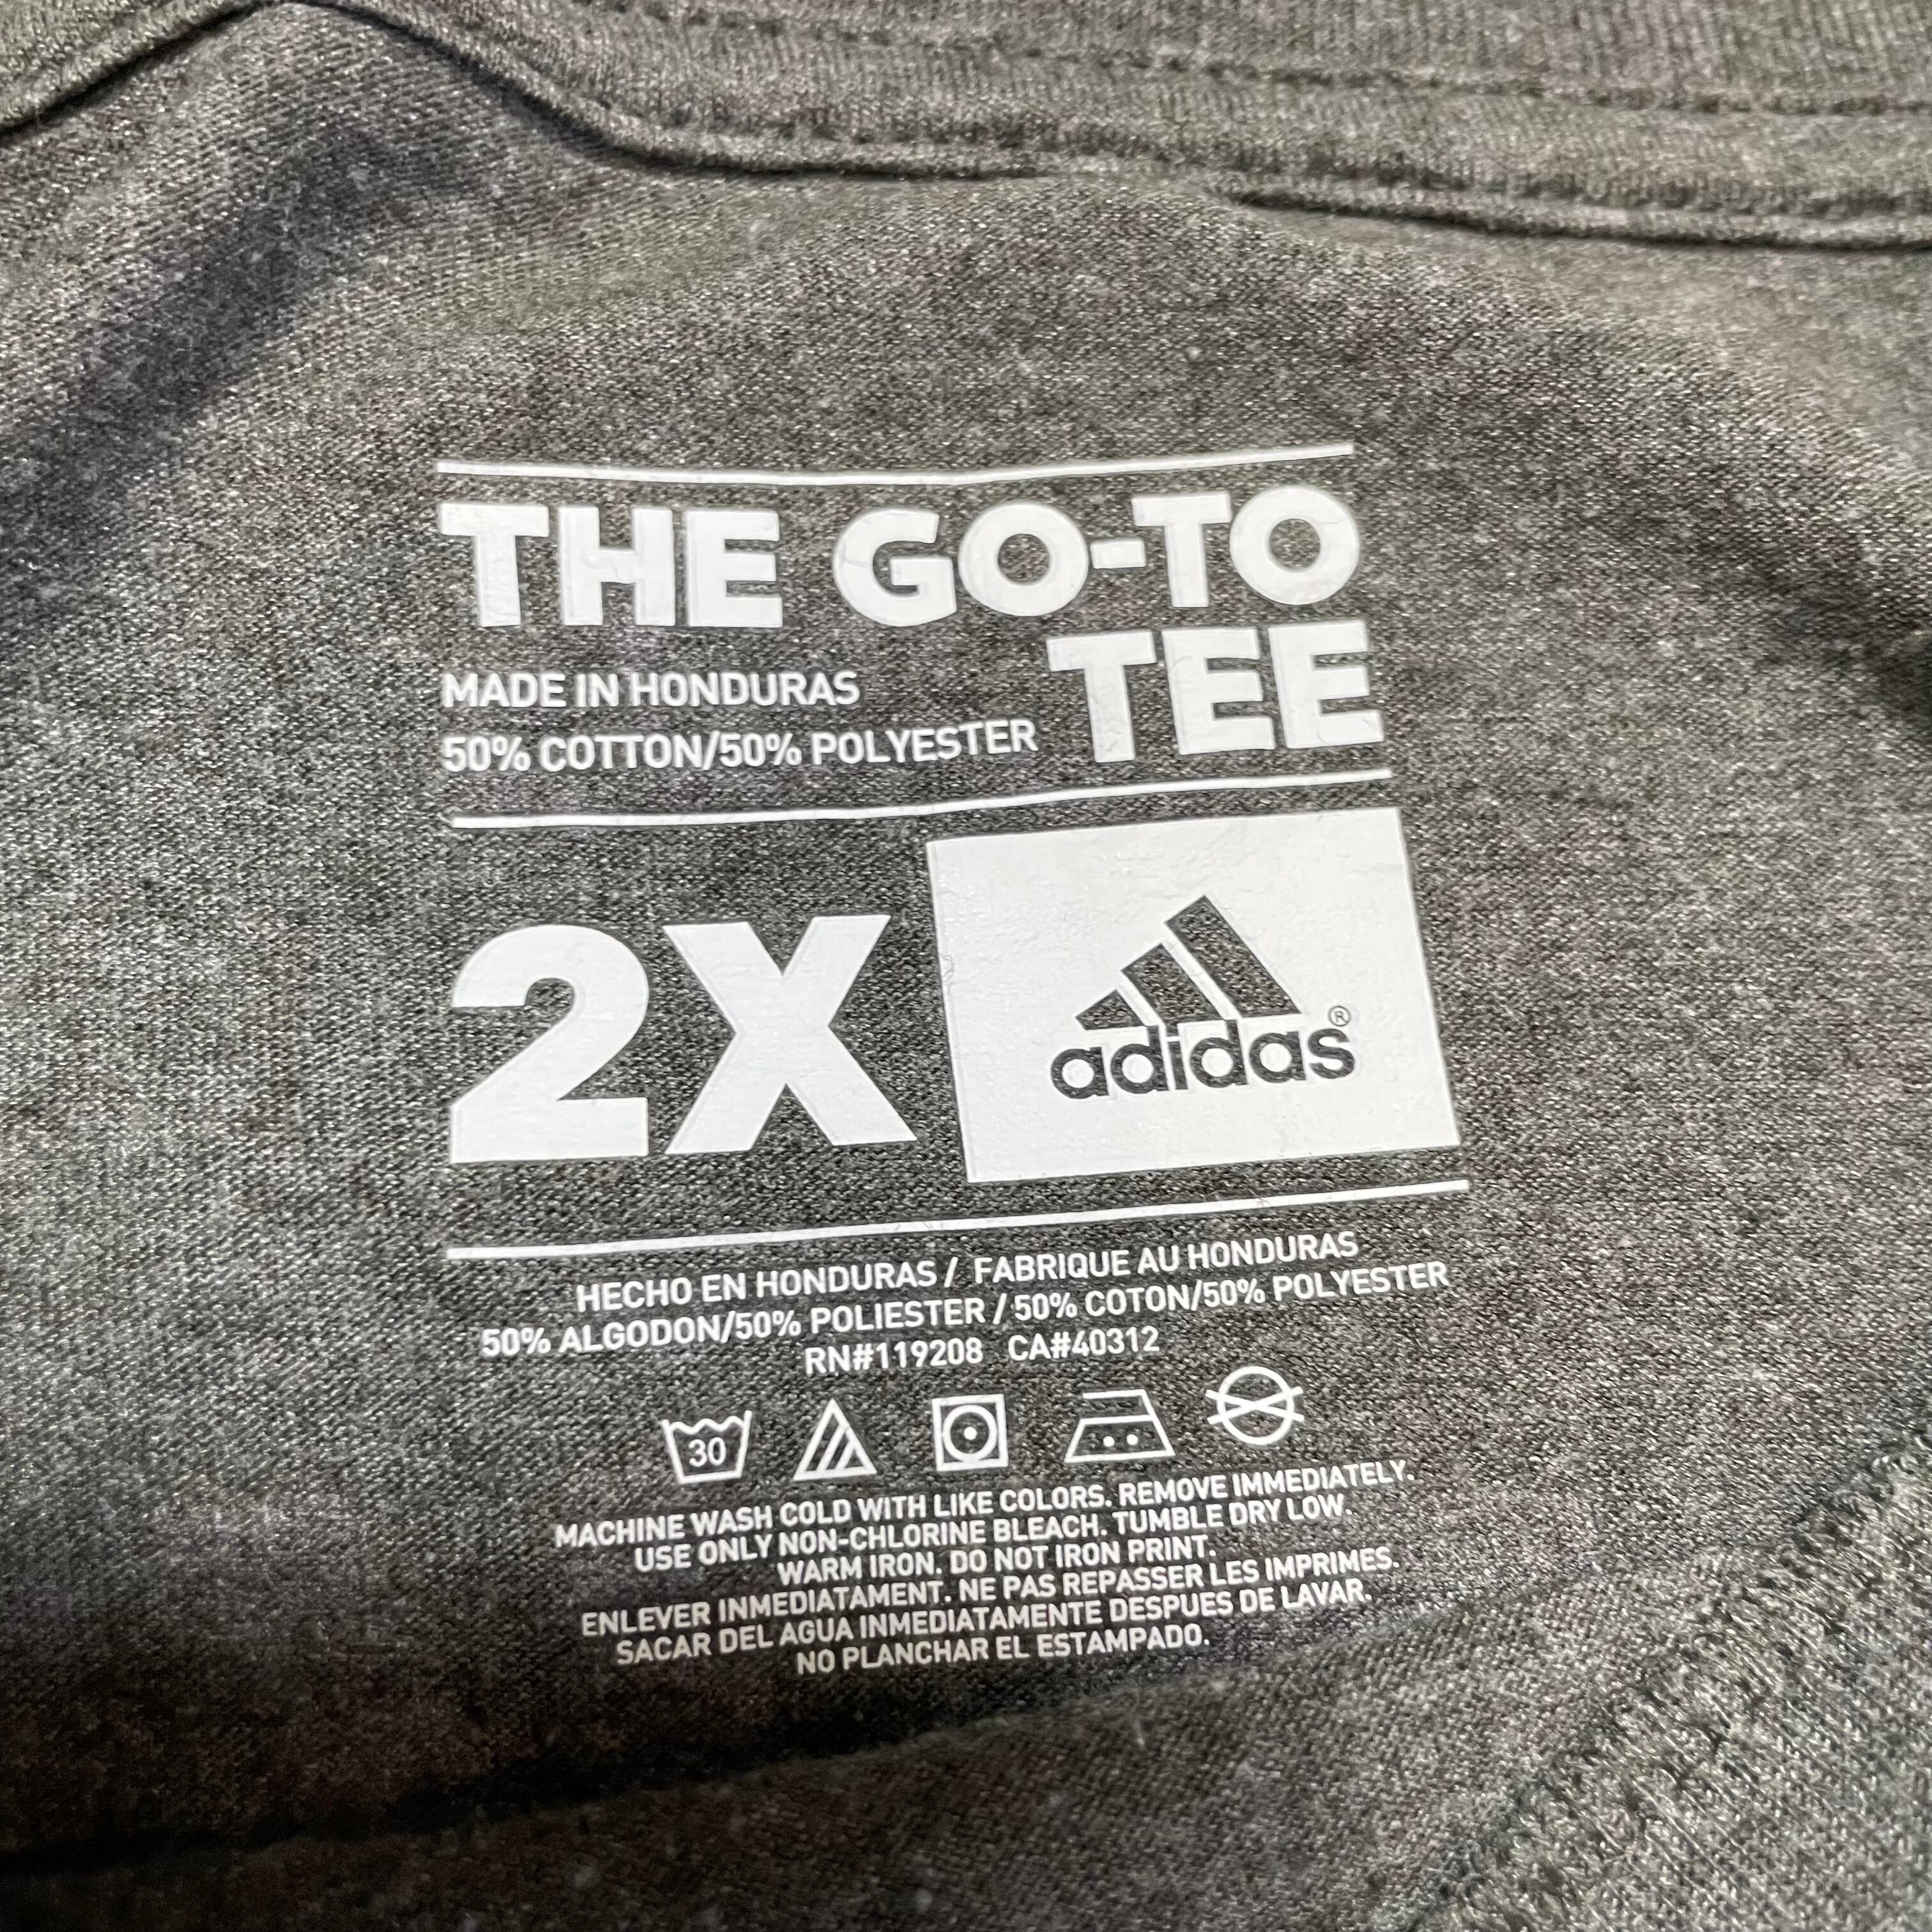 THE GO-TO
TEE
MADE IN HONDURAS
50% COTTON/50% POLYESTER
2X
adidas®
HECHO EN HONDURAS / FABRIQUE AU HONDURAS
50% ALGODON/50% POLIESTER / 50% COTON/50% POLYESTER
RN#119208 CA#40312
30
MACHINE WASH COLD WITH LIKE COLORS. REMOVE IMMEDIATELY.
USE ONLY NON-CHLORINE BLEACH. TUMBLE DRY LOW.
WARM IRON. DO NOT IRON PRINT.
ENLEVER INMEDIATAMENT. NE PAS REPASSER LES IMPRIMES.
SACAR DEL AGUA INMEDIATAMENTE DESPUES DE LAVAR.
NO PLANCHAR EL ESTAMPADO.